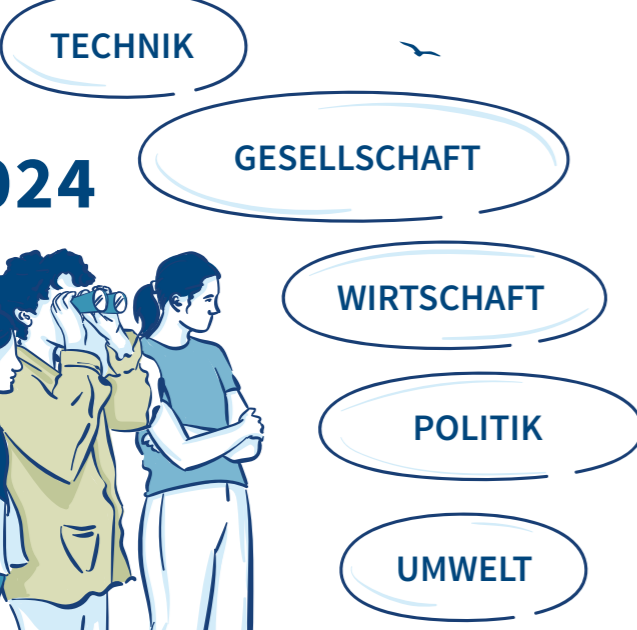 TECHNIK
GESELLSCHAFT
024
WIRTSCHAFT
POLITIK
UMWELT